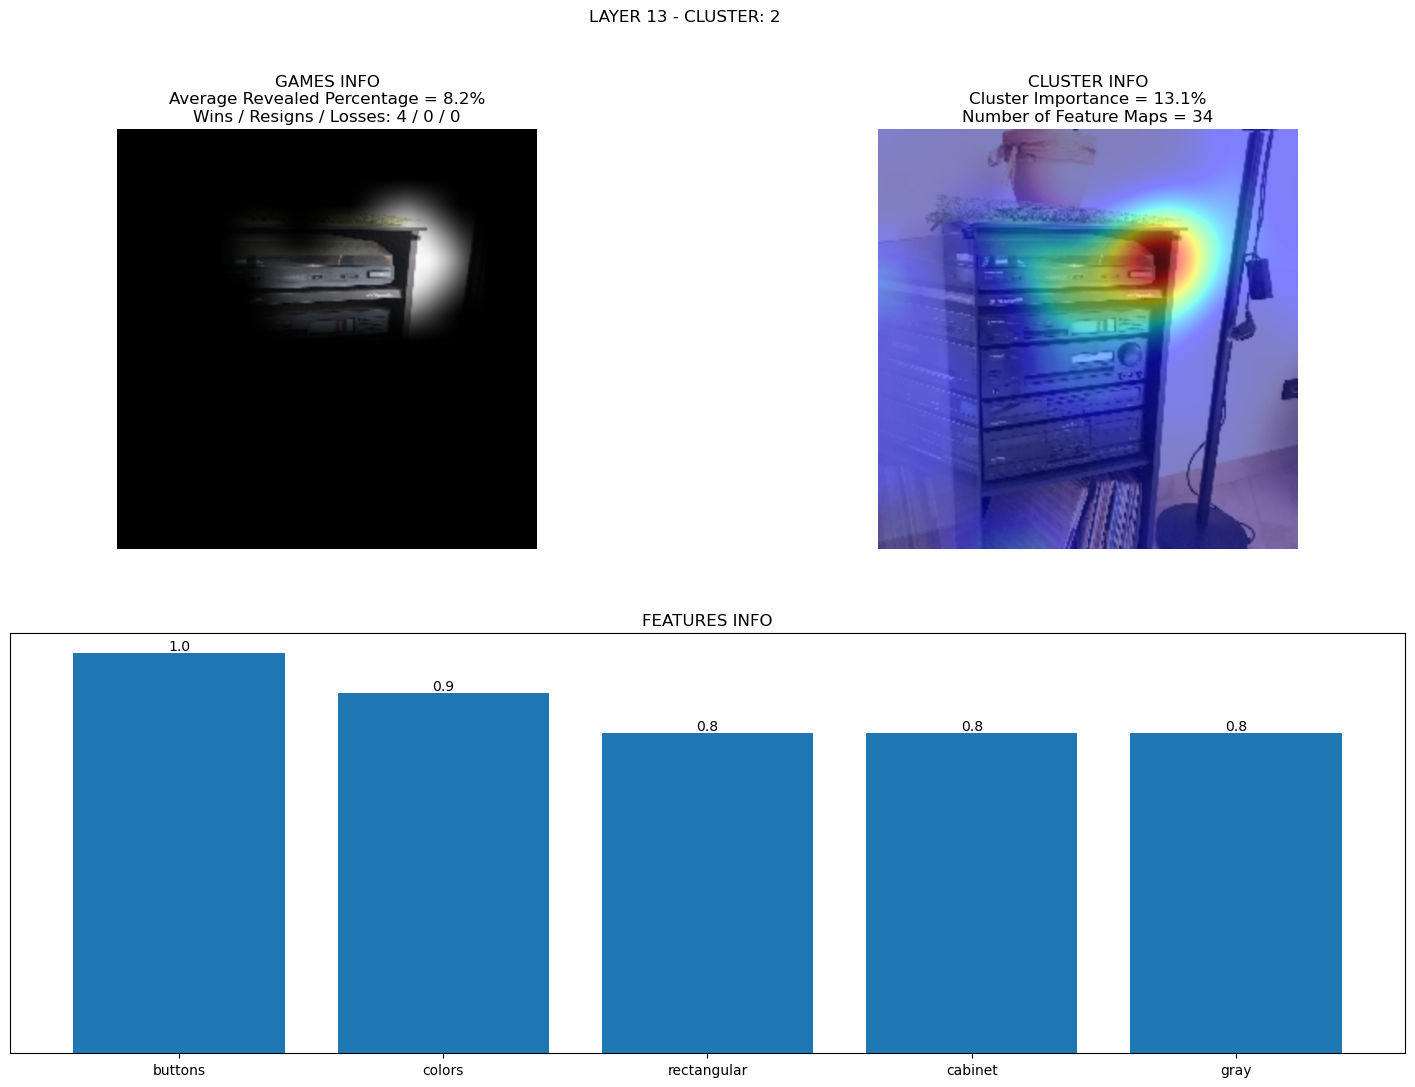 LAYER 13 - CLUSTER: 2
GAMES INFO
Average Revealed Percentage = 8.2%
Wins / Resigns / Losses: 4 / 0 / 0
CLUSTER INFO
Cluster Importance = 13.1%
Number of Feature Maps = 34
FEATURES INFO
1.0
0.9
0.8
0.8
0.8
buttons
colors
rectangular
cabinet
gray